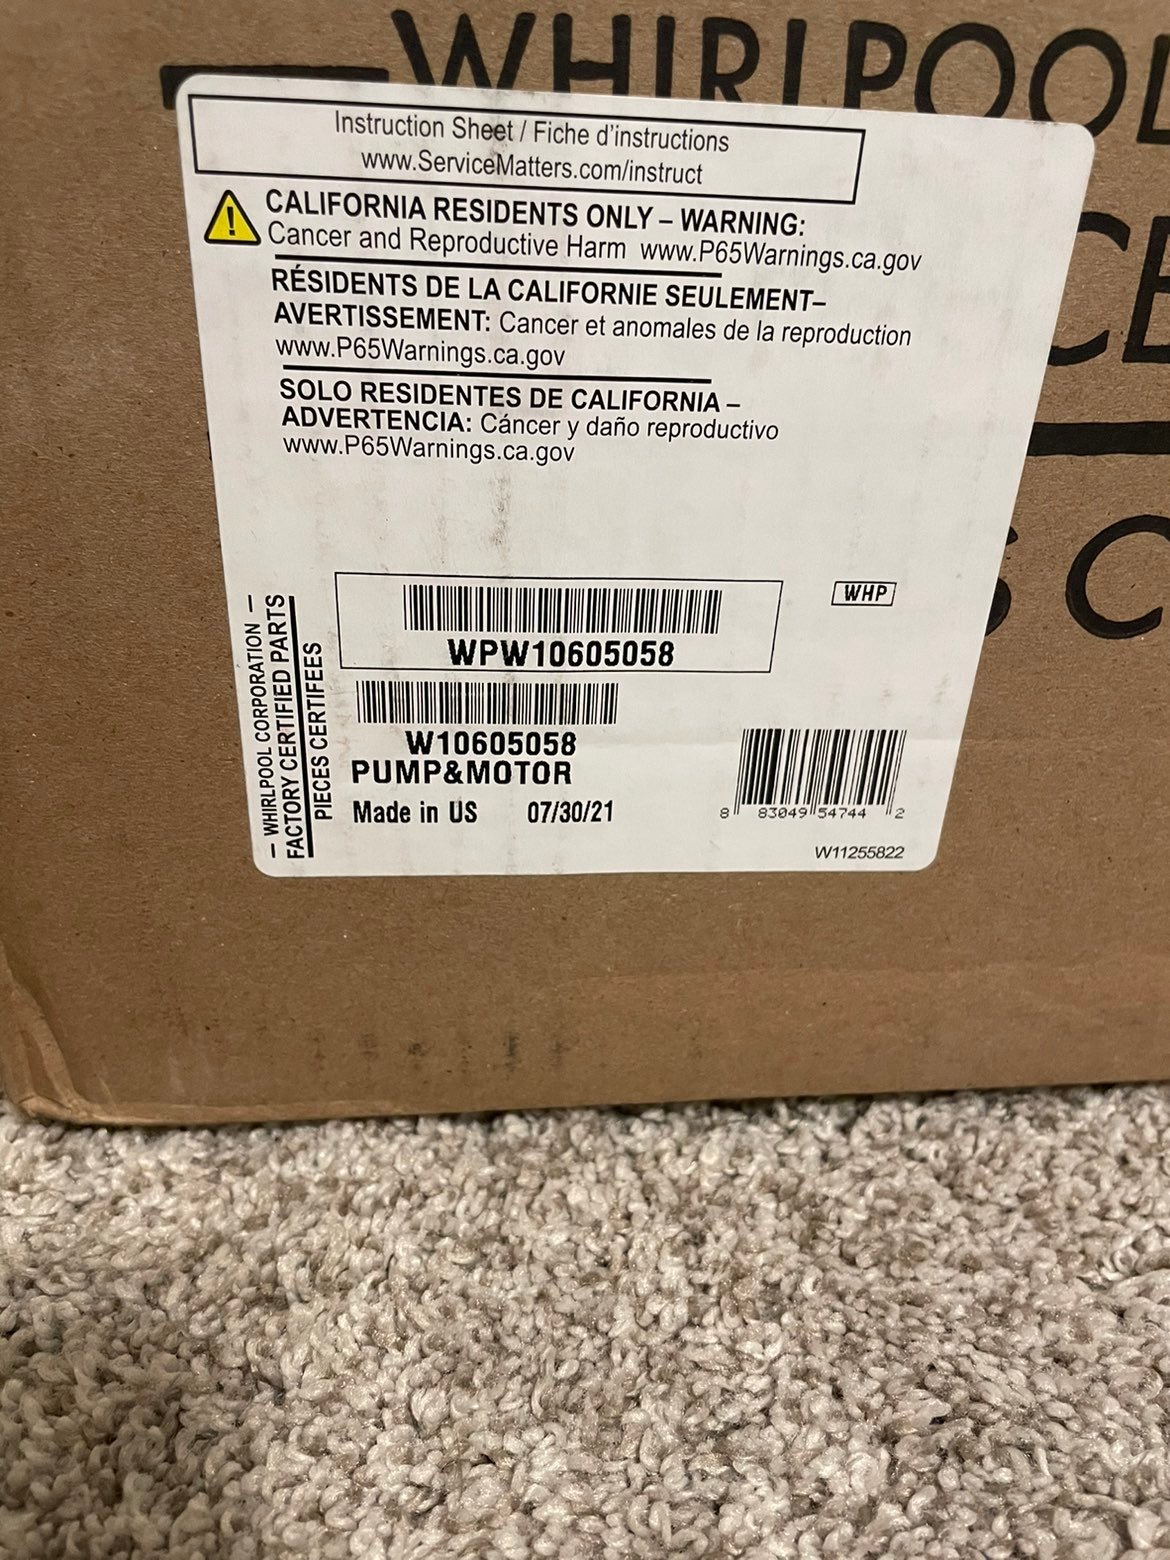 WHIRLPOOL
Instruction Sheet / Fiche d'instructions
www.ServiceMatters.com/instruct
CALIFORNIA RESIDENTS ONLY – WARNING:
Cancer and Reproductive Harm www.P65Warnings.ca.gov
RÉSIDENTS DE LA CALIFORNIE SEULEMENT–
AVERTISSEMENT: Cancer et anomales de la reproduction
www.P65Warnings.ca.gov
SOLO RESIDENTES DE CALIFORNIA –
ADVERTENCIA: Cáncer y daño reproductivo
www.P65Warnings.ca.gov
WHP
WPW10605058
W10605058
PUMP&MOTOR
Made in US 07/30/21
8 83049 54744 2
W11255822
– WHIRLPOOL CORPORATION –
FACTORY CERTIFIED PARTS
PIECES CERTIFEES